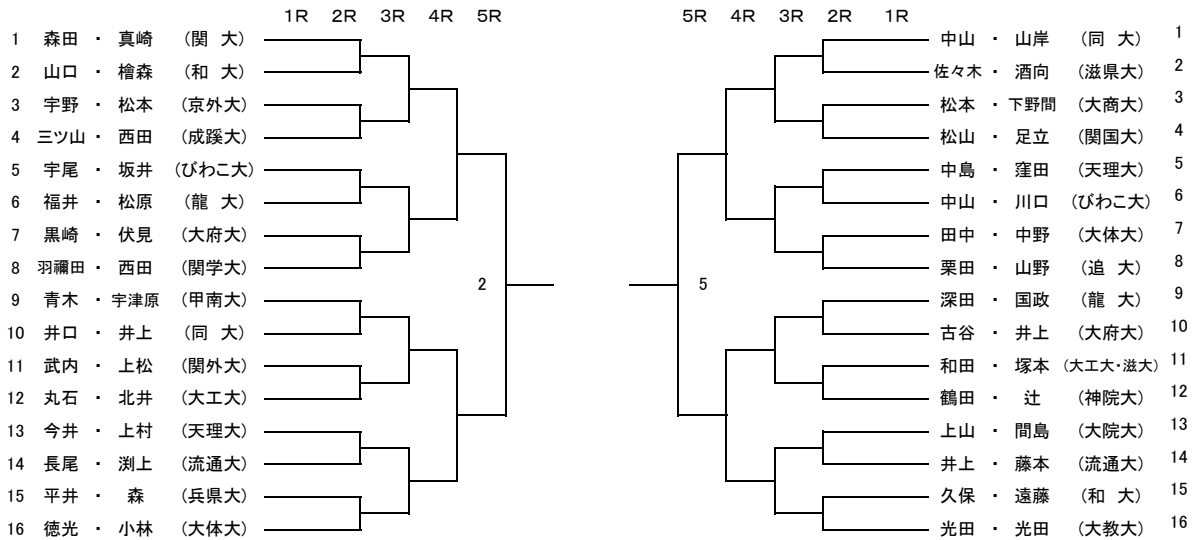 1R 2R 3R 4R 5R
1 森田 ・ 真崎 (関 大)
2 山口 ・ 檜森 (和 大)
3 宇野 ・ 松本 (京外大)
4 三ツ山 ・ 西田 (成蹊大)
5 宇尾 ・ 坂井 (びわこ大)
6 福井 ・ 松原 (龍 大)
7 黒崎 ・ 伏見 (大府大)
8 羽禰田 ・ 西田 (関学大)
9 青木 ・ 宇津原 (甲南大)
10 井口 ・ 井上 (同 大)
11 武内 ・ 上松 (関外大)
12 丸石 ・ 北井 (大工大)
13 今井 ・ 上村 (天理大)
14 長尾 ・ 渕上 (流通大)
15 平井 ・ 森 (兵県大)
16 徳光 ・ 小林 (大体大)
2
5R 4R 3R 2R 1R
中山 ・ 山岸 (同 大) 1
佐々木 ・ 酒向 (滋県大) 2
松本 ・ 下野間 (大商大) 3
松山 ・ 足立 (関国大) 4
中島 ・ 窪田 (天理大) 5
中山 ・ 川口 (びわこ大) 6
田中 ・ 中野 (大体大) 7
栗田 ・ 山野 (追 大) 8
深田 ・ 国政 (龍 大) 9
古谷 ・ 井上 (大府大) 10
和田 ・ 塚本 (大工大・滋大) 11
鶴田 ・ 辻 (神院大) 12
上山 ・ 間島 (大院大) 13
井上 ・ 藤本 (流通大) 14
久保 ・ 遠藤 (和 大) 15
光田 ・ 光田 (大教大) 16
5